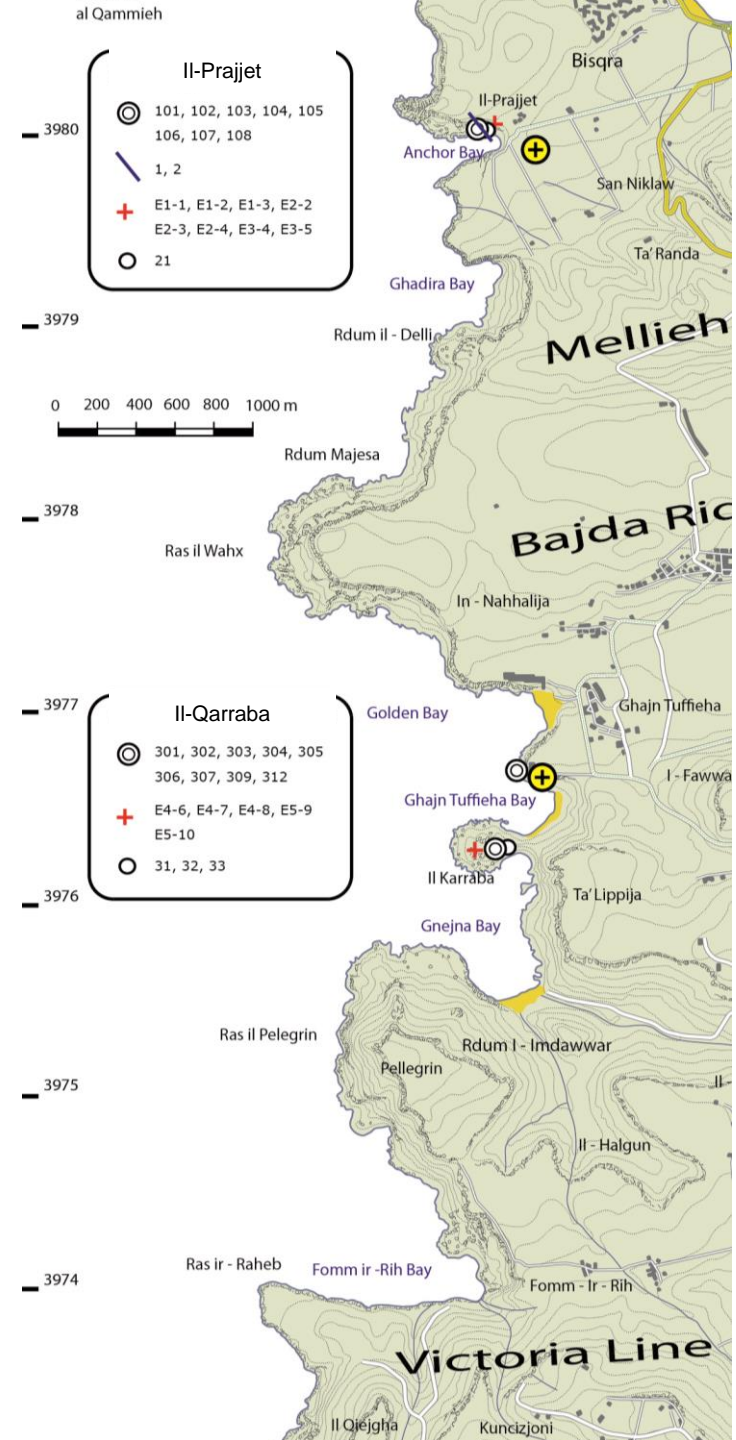 al Qammieh
Il-Prajjet
101, 102, 103, 104, 105
106, 107, 108
1, 2
E1-1, E1-2, E1-3, E2-2
E2-3, E2-4, E3-4, E3-5
21
Bisqra
Il-Prajjet
3980
Anchor Bay
San Niklaw
Ta' Randa
Ghadira Bay
3979
Rdum il - Delli
Mellieh
0 200 400 600 800 1000 m
Rdum Majesa
3978
Bajda Rid
Ras il Wahx
In - Nahhalija
3977
Golden Bay
Ghajn Tuffieha
Il-Qarraba
301, 302, 303, 304, 305
306, 307, 309, 312
E4-6, E4-7, E4-8, E5-9
E5-10
31, 32, 33
I - Fawwa
Ghajn Tuffieha Bay
Il Karraba
3976
Ta' Lippija
Gnejna Bay
Ras il Pelegrin
Rdum I - Imdawwar
Pellegrin
3975
Il -
Il - Halgun
Ras ir - Raheb
Fomm ir -Rih Bay
3974
Fomm - Ir - Rih
Victoria Line
Il Qiejgha
Kuncizjoni